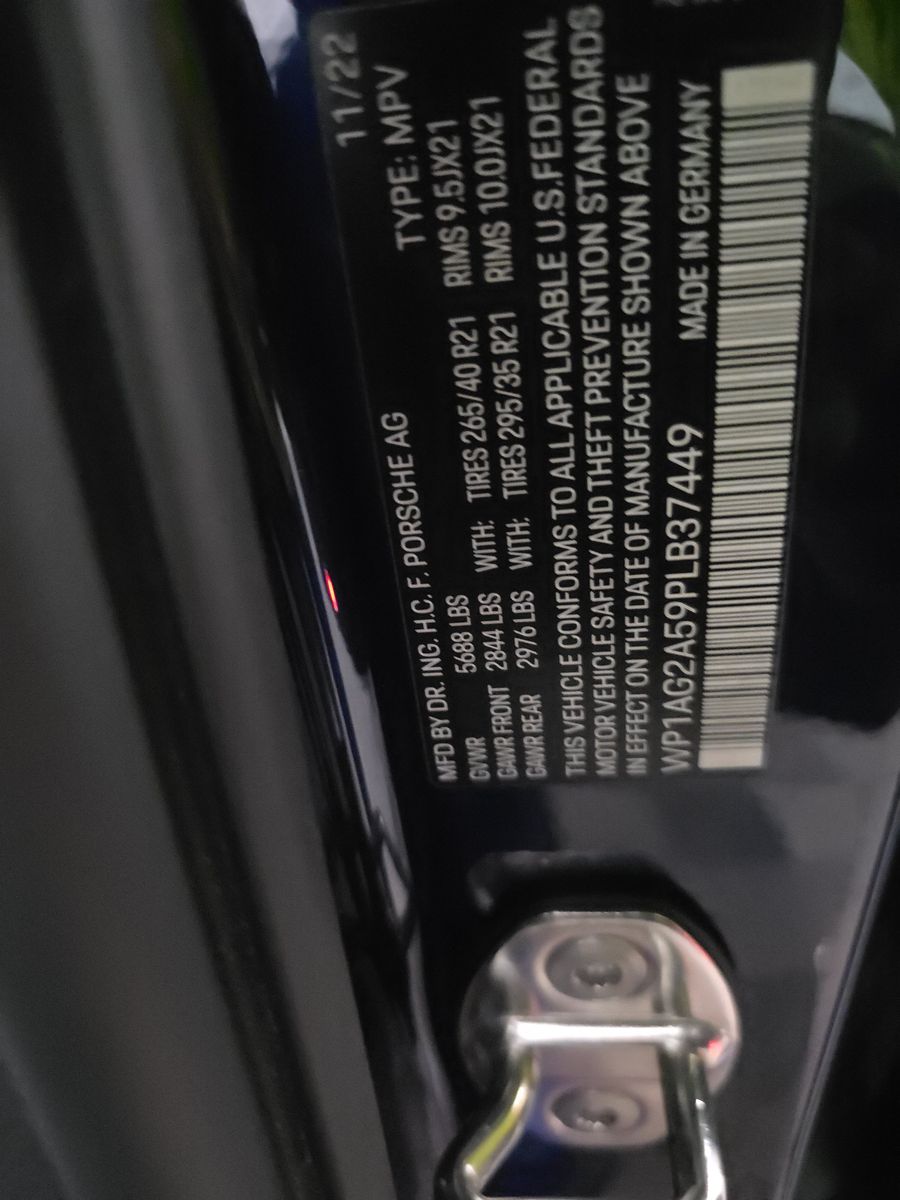 11/22
MFD BY DR. ING. H.C. F. PORSCHE AG TYPE: MPV
GVWR 5688 LBS
GAWR FRONT 2844 LBS WITH: TIRES 265/40 R21 RIMS 9.5JX21
GAWR REAR 2976 LBS WITH: TIRES 295/35 R21 RIMS 10.0JX21
THIS VEHICLE CONFORMS TO ALL APPLICABLE U.S. FEDERAL
MOTOR VEHICLE SAFETY AND THEFT PREVENTION STANDARDS
IN EFFECT ON THE DATE OF MANUFACTURE SHOWN ABOVE
WP1AG2A59PLB37449 MADE IN GERMANY